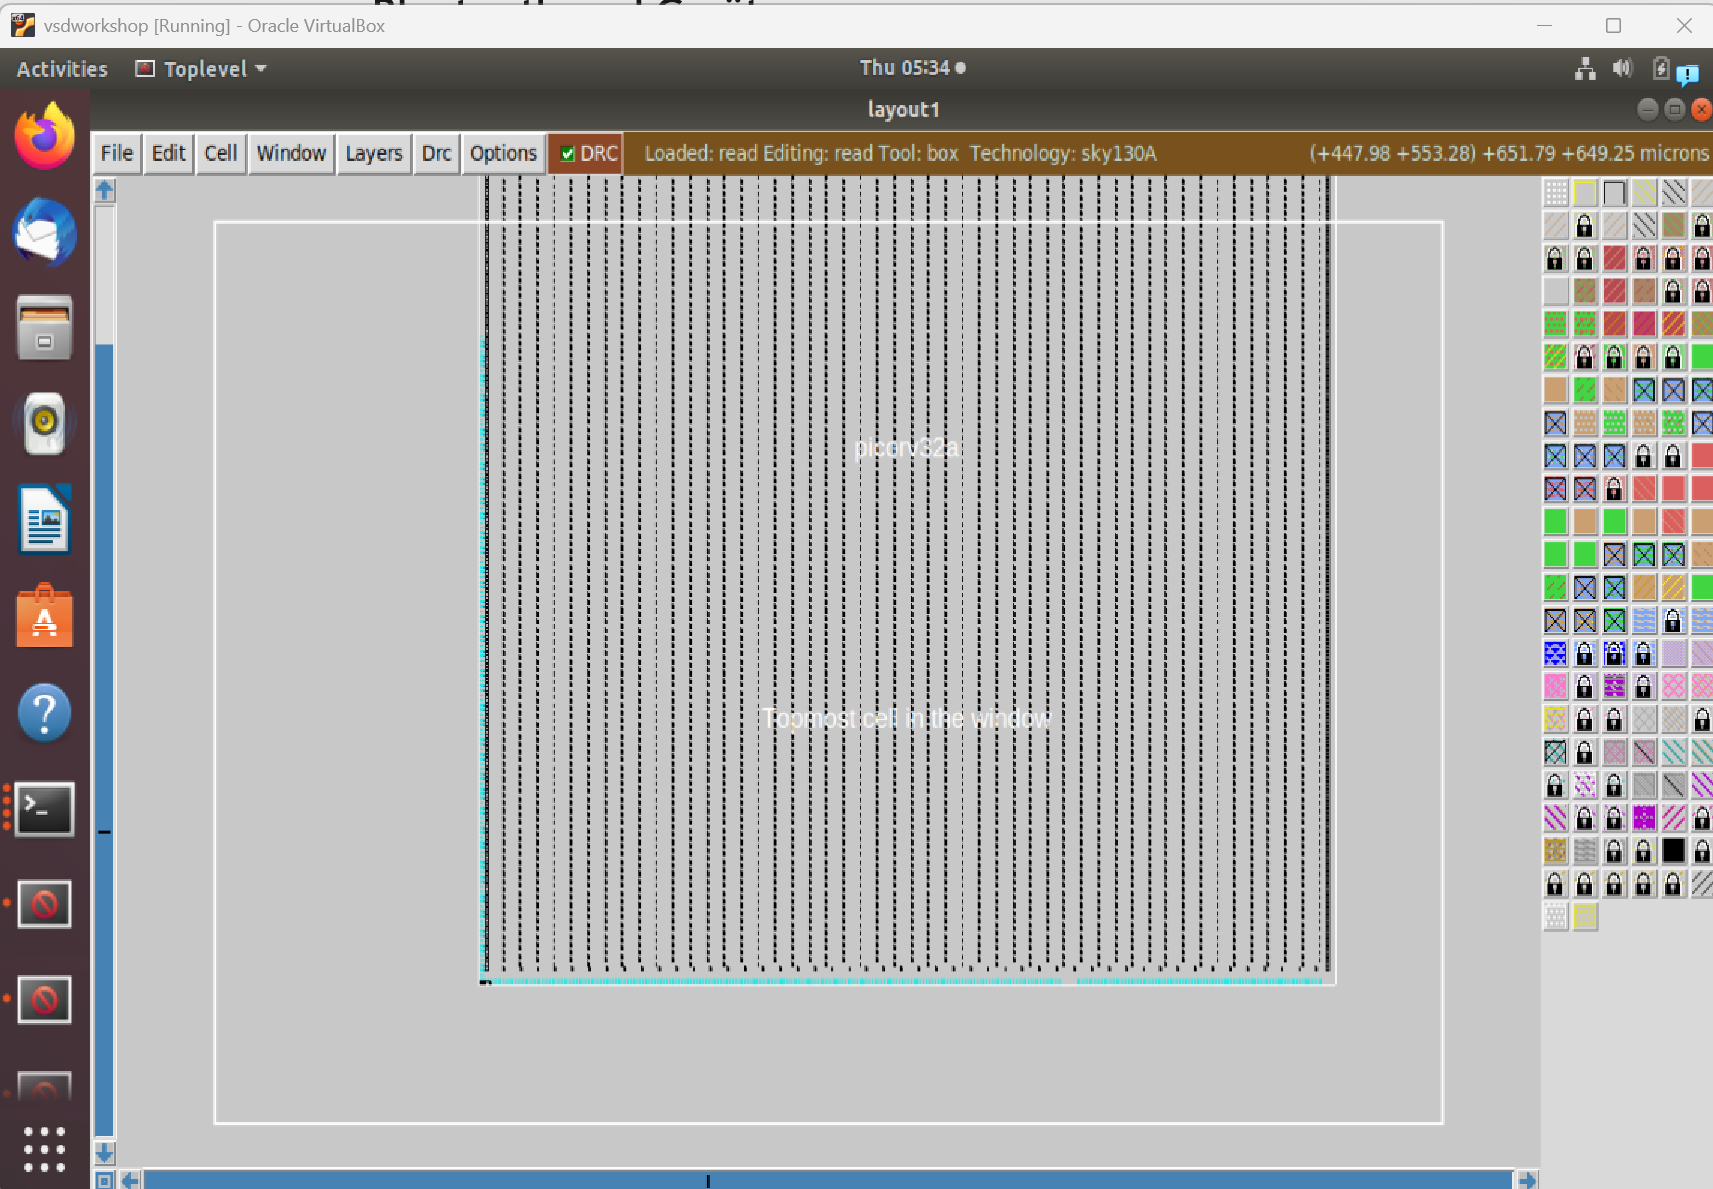 vsdworkshop [Running] - Oracle VirtualBox
Activities Toplevel Thu 05:34
layout1
File Edit Cell Window Layers Drc Options DRC Loaded: read Editing: read Tool: box Technology: sky130A (+447.98 +553.28) +651.79 +649.25 microns
picorv32a
Topmost cell in the window